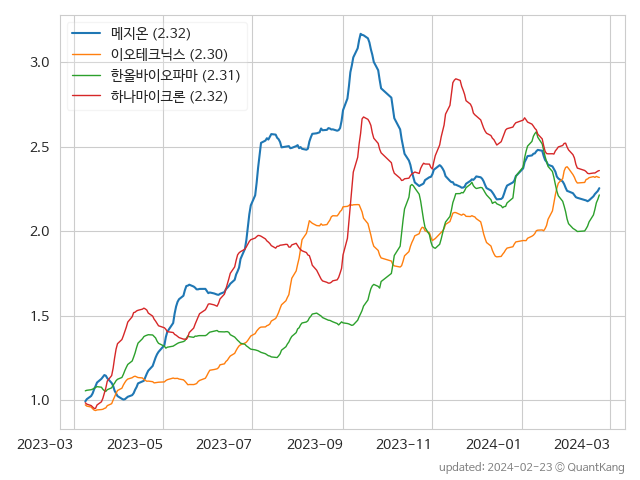 메지온 (2.32)
이오테크닉스 (2.30)
한올바이오파마 (2.31)
하나마이크론 (2.32)
3.0
2.5
2.0
1.5
1.0
2023-03 2023-05 2023-07 2023-09 2023-11 2024-01 2024-03
updated: 2024-02-23 © QuantKang